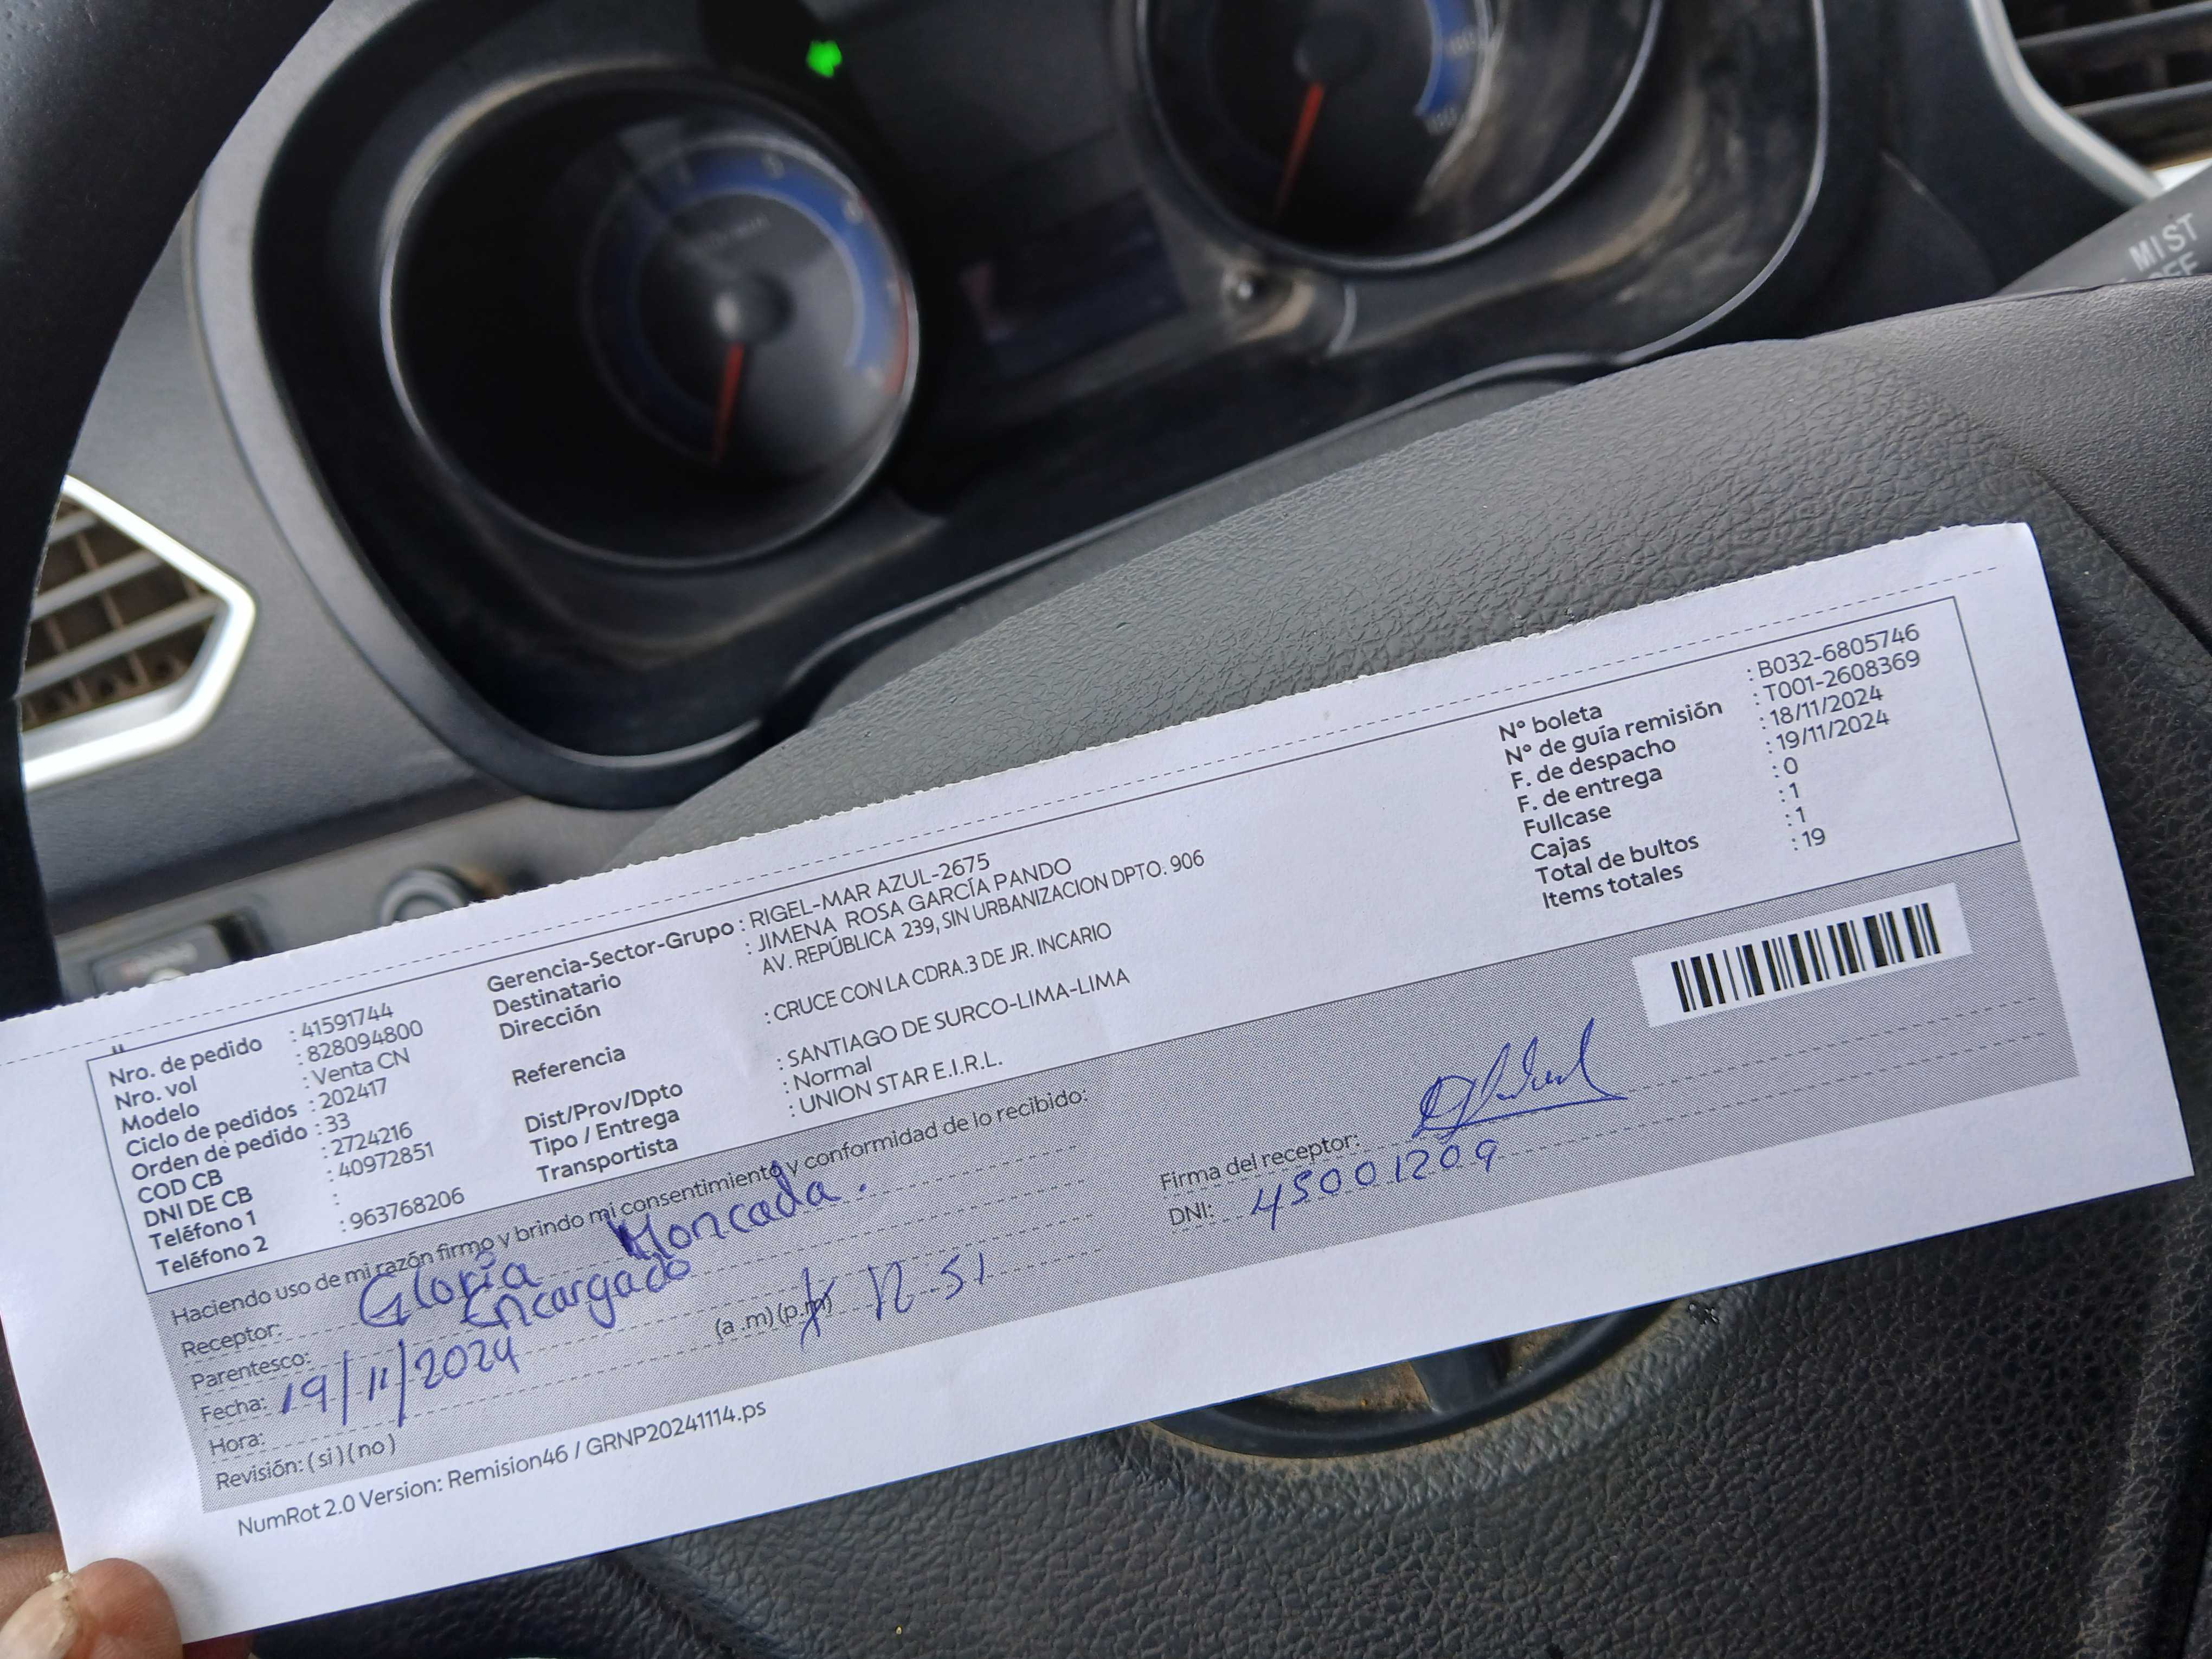 MIST
Nro. de pedido : 41591744
Nro. vol : 828094800
Modelo : Venta CN
Ciclo de pedidos : 202417
Orden de pedido : 33
COD CB : 2724216
DNI DE CB : 40972851
Teléfono 1 :
Teléfono 2 : 963768206
Gerencia-Sector-Grupo : RIGEL-MAR AZUL-2675
Destinatario : JIMENA ROSA GARCÍA PANDO
Dirección AV. REPÚBLICA 239, SIN URBANIZACION DPTO. 906
Referencia : CRUCE CON LA CDRA.3 DE JR. INCARIO
Dist/Prov/Dpto : SANTIAGO DE SURCO-LIMA-LIMA
Tipo / Entrega : Normal
Transportista : UNION STAR E.I.R.L.
N° boleta : B032-6805746
N° de guía remisión : T001-2608369
F. de despacho : 18/11/2024
F. de entrega : 19/11/2024
Fullcase : 0
Cajas : 1
Total de bultos : 1
Items totales : 19
Haciendo uso de mi razón firmo y brindo mi consentimiento y conformidad de lo recibido:
Receptor: Gloria Moncada.
Parentesco: Encargado
Fecha: 19/11/2024
Hora: (a .m) (p.m) 12 51
Revisión: ( si ) ( no )
Firma del receptor:
DNI: 45001209
NumRot 2.0 Version: Remision46 / GRNP20241114.ps